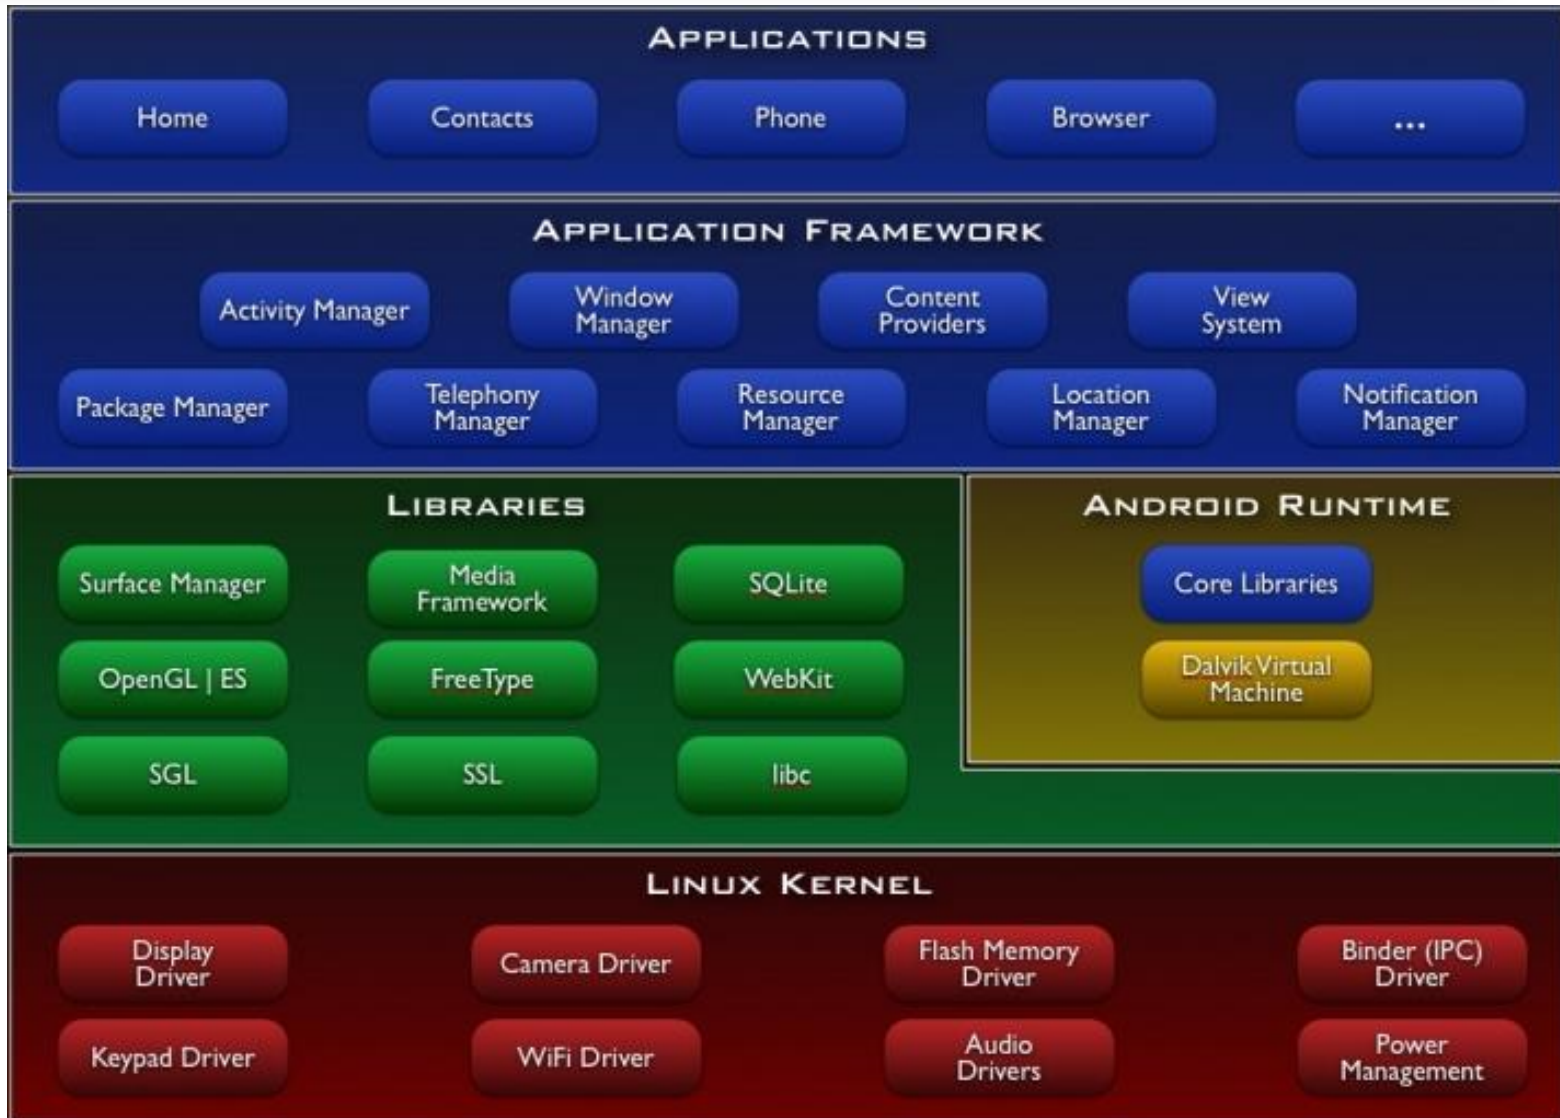 APPLICATIONS
Home
Contacts
Phone
Browser
...
APPLICATION FRAMEWORK
Activity Manager
Window
Manager
Content
Providers
View
System
Package Manager
Telephony
Manager
Resource
Manager
Location
Manager
Notification
Manager
LIBRARIES
Surface Manager
Media
Framework
SQLite
OpenGL | ES
FreeType
WebKit
SGL
SSL
libc
ANDROID RUNTIME
Core Libraries
Dalvik Virtual
Machine
LINUX KERNEL
Display
Driver
Camera Driver
Flash Memory
Driver
Binder (IPC)
Driver
Keypad Driver
WiFi Driver
Audio
Drivers
Power
Management